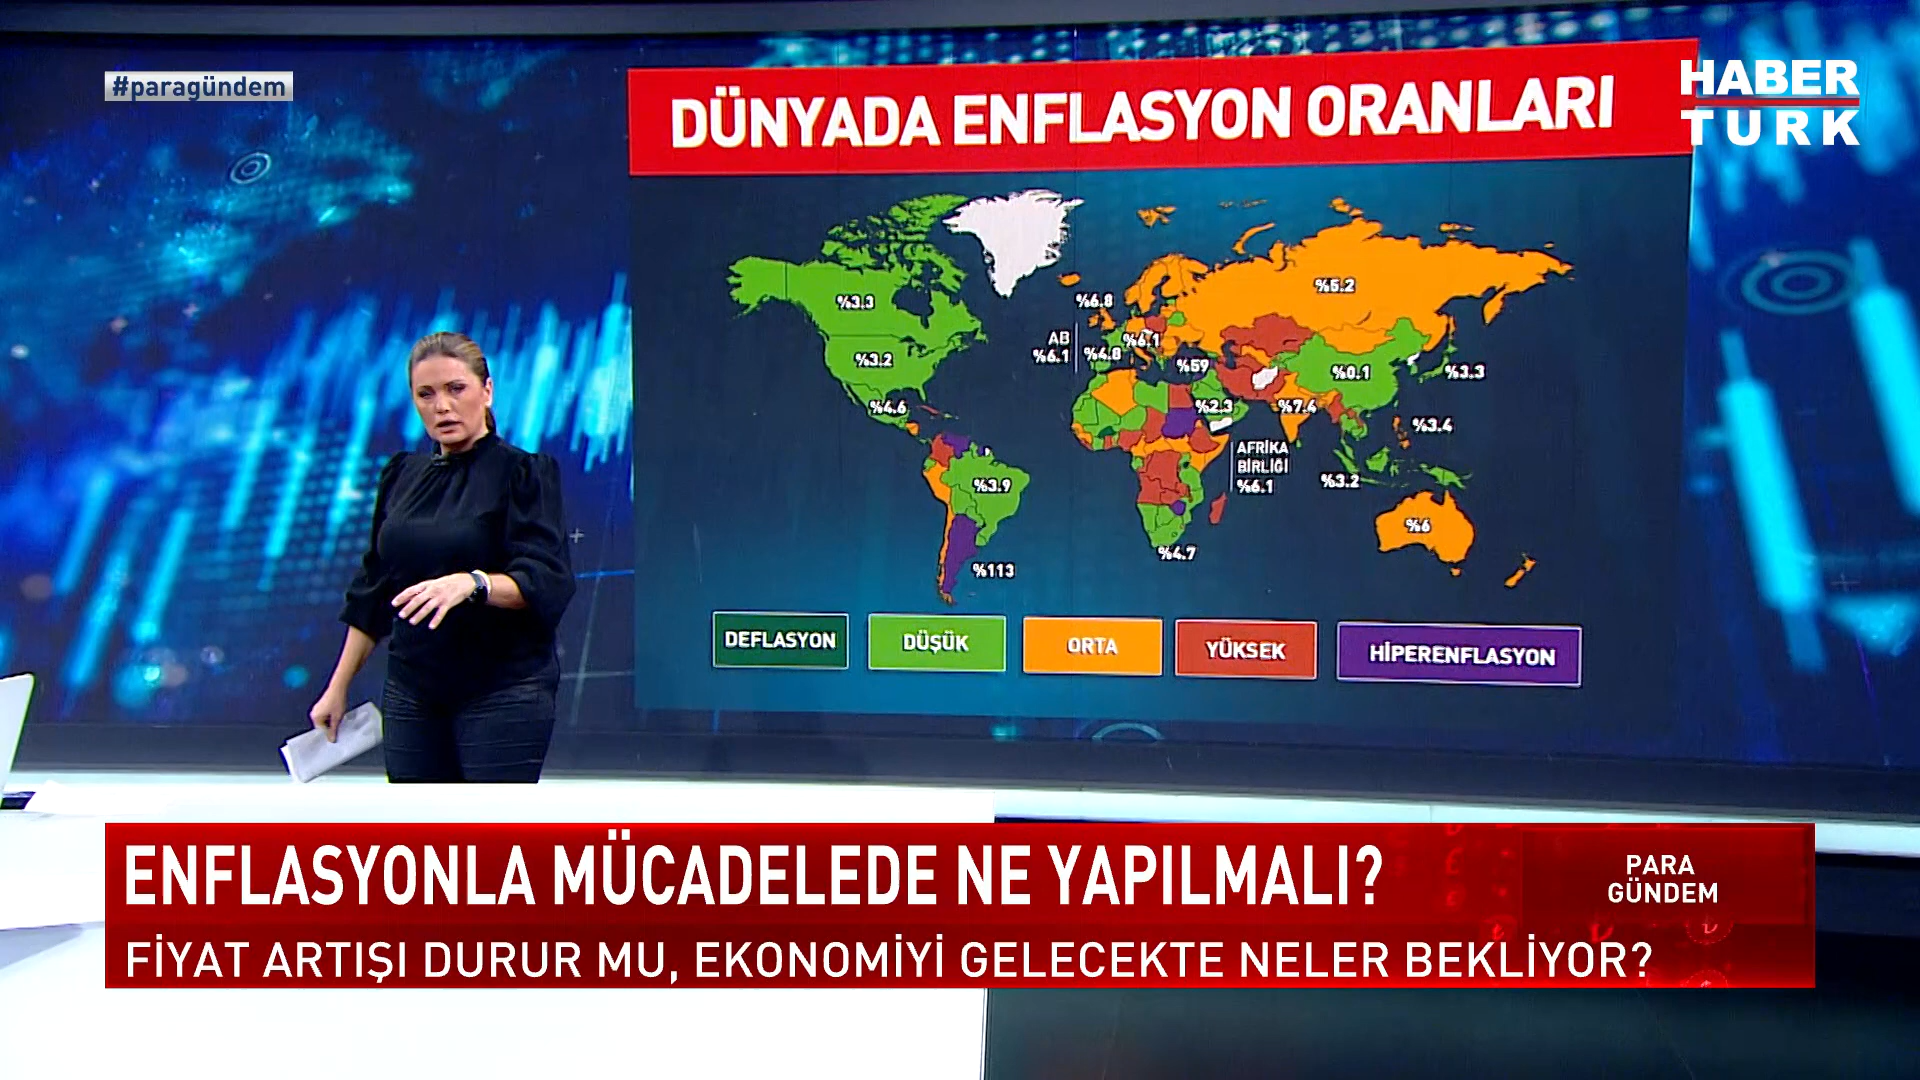 #paragündem
HABER
TURK
DÜNYADA ENFLASYON ORANLARI
%3.3
%3.2
%4.6
%3.9
%113
%6.8
AB
%6.1
%4.8
%6.1
%59
%5.2
%0.1
%3.3
%2.3
%7.4
%3.4
AFRİKA
BİRLİĞİ
%6.1
%3.2
%6
%4.7
DEFLASYON
DÜŞÜK
ORTA
YÜKSEK
HİPERENFLASYON
ENFLASYONLA MÜCADELEDE NE YAPILMALI?
PARA
GÜNDEM
FİYAT ARTIŞI DURUR MU, EKONOMİYİ GELECEKTE NELER BEKLİYOR?